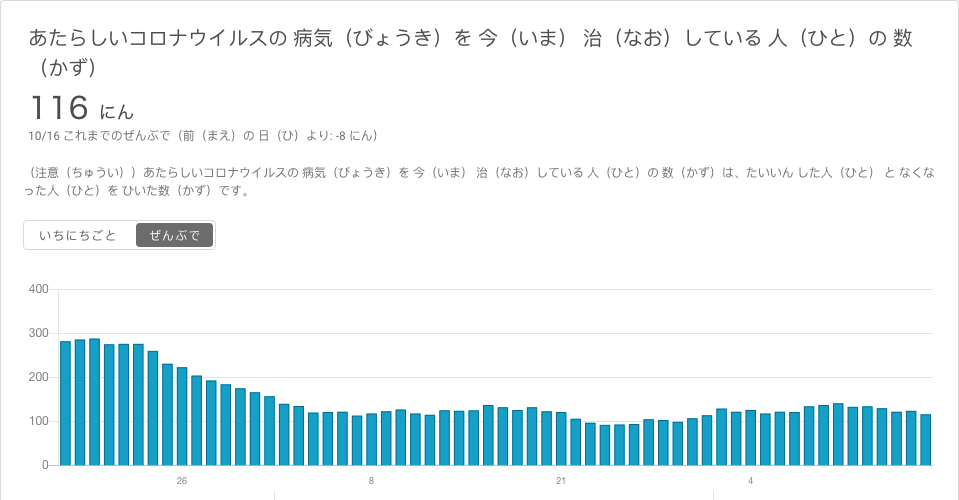 あたらしいコロナウイルスの 病気（びょうき）を 今（いま） 治（なお）している 人（ひと）の 数
（かず）
116 にん
10/16 これまでのぜんぶで（前（まえ）の 日（ひ）より: -8 にん）
（注意（ちゅうい））あたらしいコロナウイルスの 病気（びょうき）を 今（いま） 治（なお）している 人（ひと）の 数（かず）は、たいいん した人（ひと） と なくな
った人（ひと）を ひいた数（かず）です。
いちにちごと ぜんぶで
400
300
200
100
0
26 8 21 4